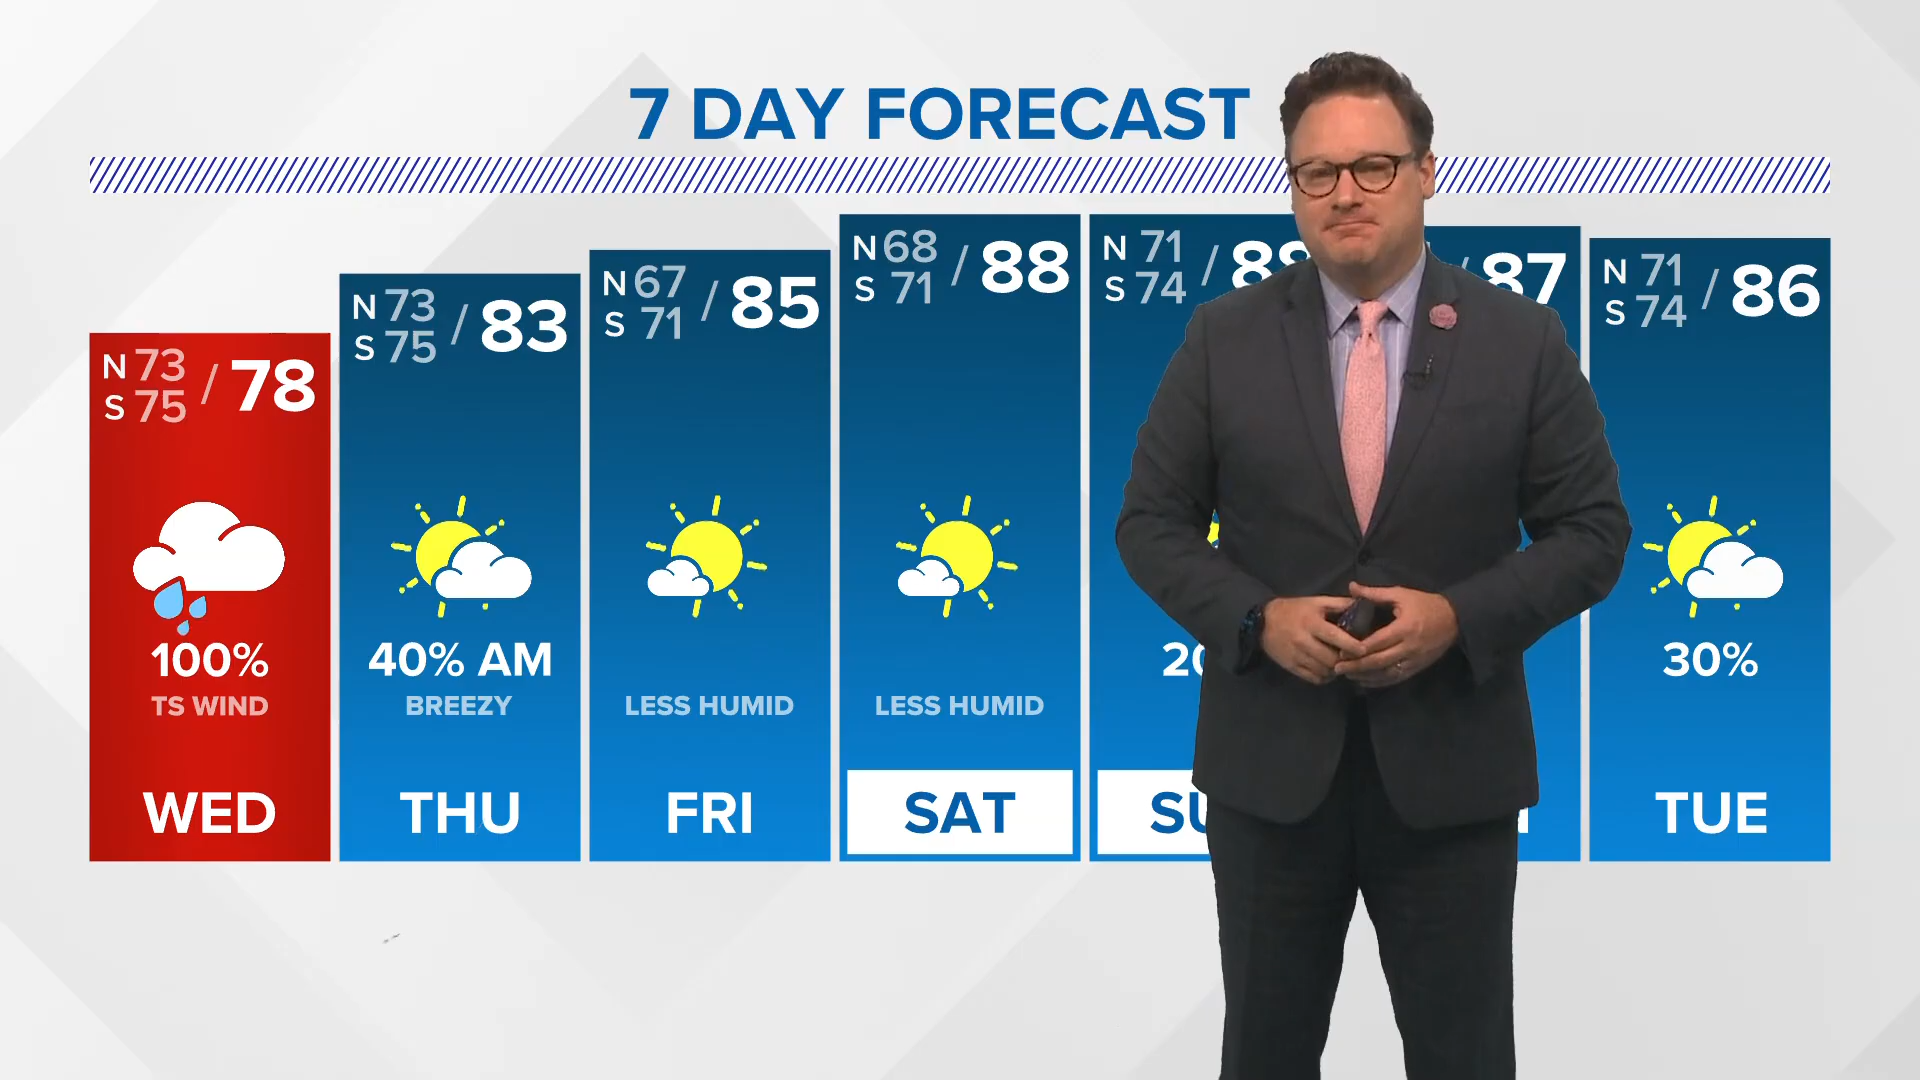 7 DAY FORECAST
N 73
S 75
/ 78
100%
TS WIND
WED
N 73
S 75
/ 83
40% AM
BREEZY
THU
N 67
S 71
/ 85
LESS HUMID
FRI
N 68
S 71
/ 88
LESS HUMID
SAT
N 71
S 74
/ 88
/ 87
N 71
S 74
/ 86
30%
TUE